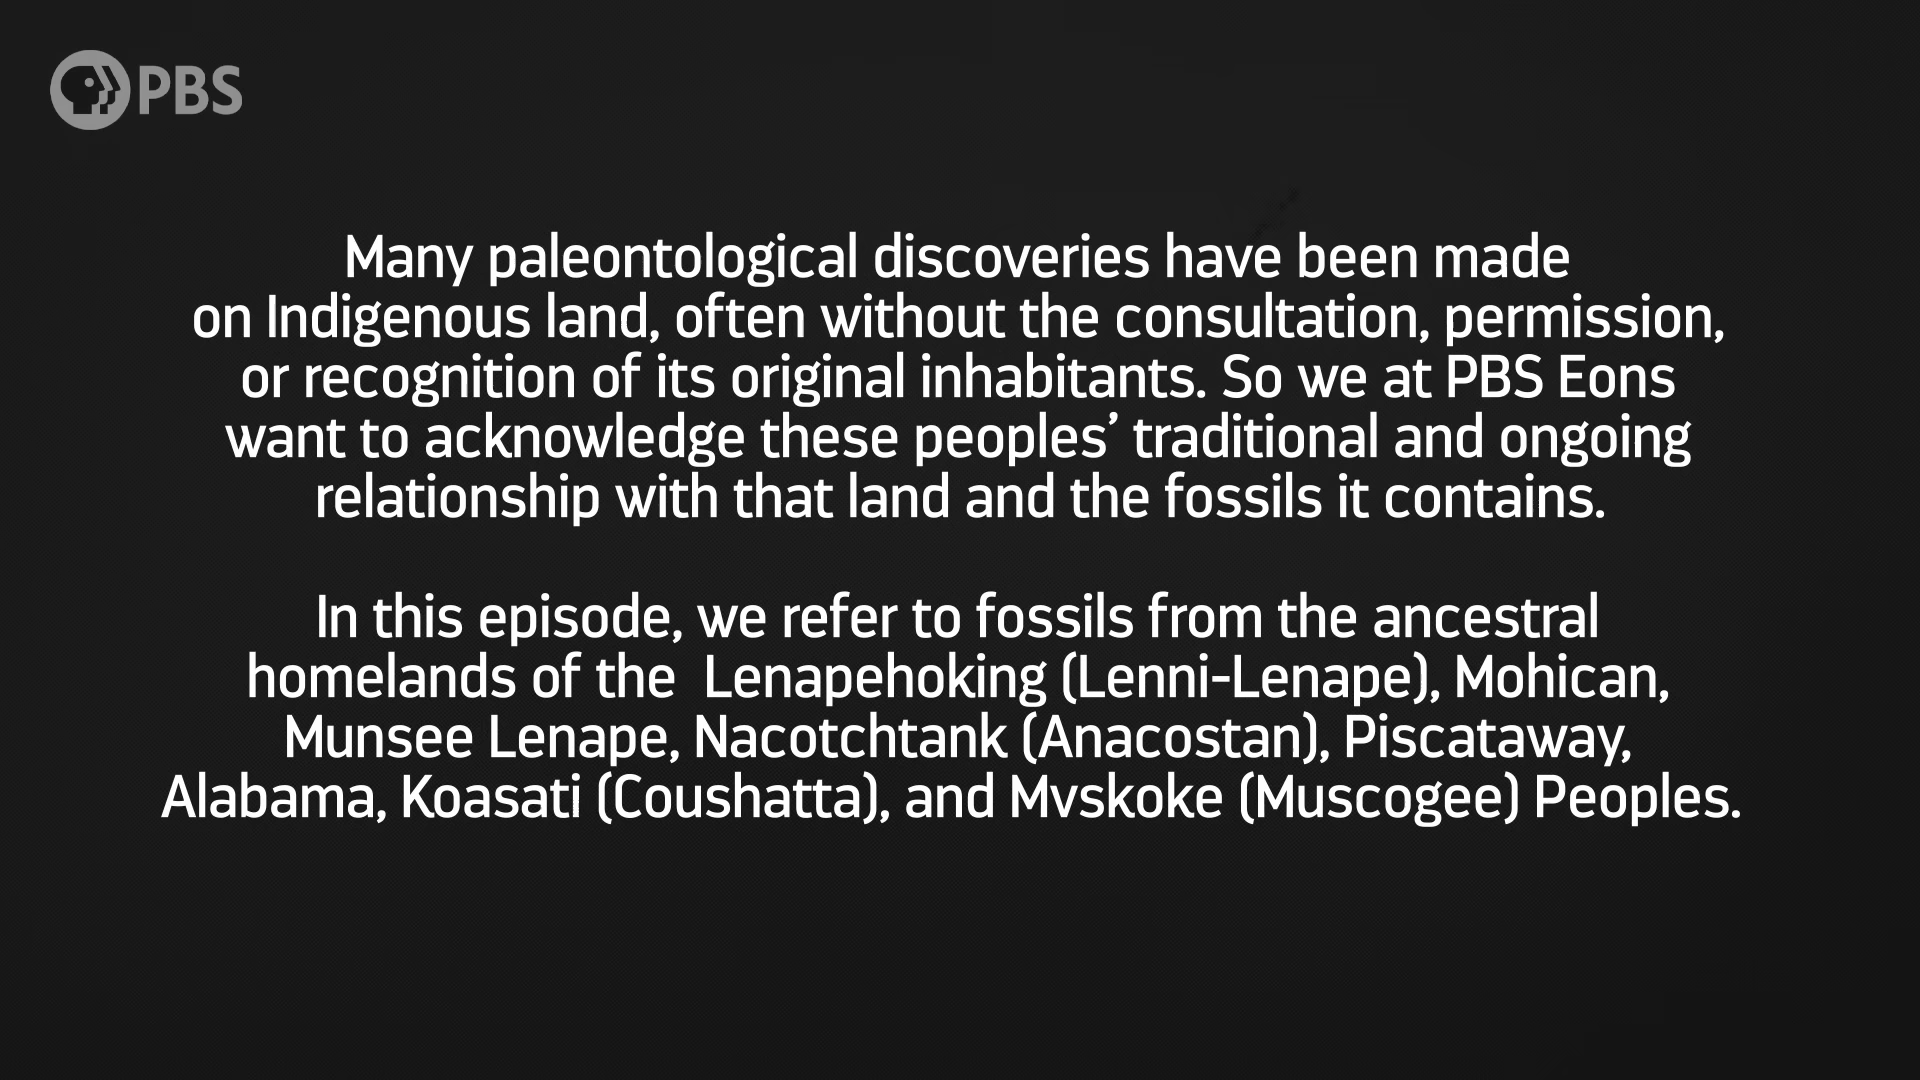 PBS
Many paleontological discoveries have been made
on Indigenous land, often without the consultation, permission,
or recognition of its original inhabitants. So we at PBS Eons
want to acknowledge these peoples’ traditional and ongoing
relationship with that land and the fossils it contains.
In this episode, we refer to fossils from the ancestral
homelands of the  Lenapehoking (Lenni-Lenape), Mohican,
Munsee Lenape, Nacotchtank (Anacostan), Piscataway,
Alabama, Koasati (Coushatta), and Mvskoke (Muscogee) Peoples.